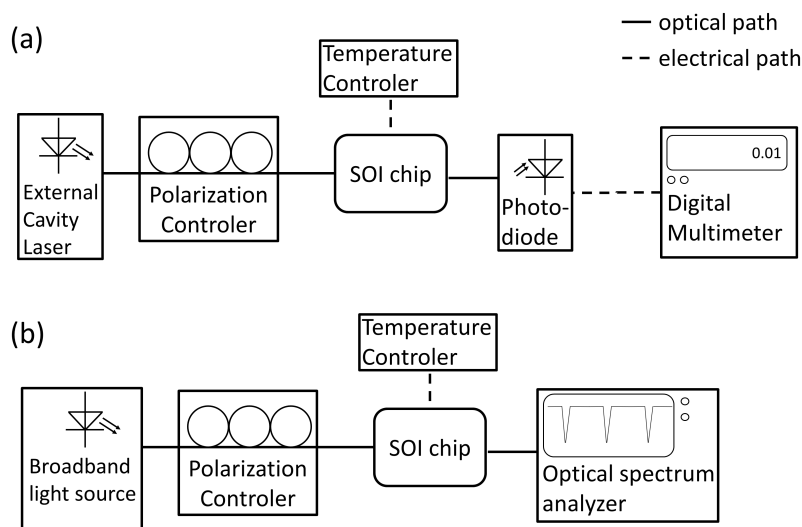 (a)
optical path
electrical path
Temperature
Controler
External
Cavity
Laser
Polarization
Controler
SOI chip
Photo-
diode
0.01
Digital
Multimeter
(b)
Temperature
Controler
Broadband
light source
Polarization
Controler
SOI chip
Optical spectrum
analyzer